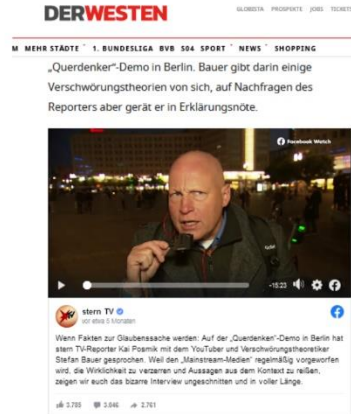 DERWESTEN
GLOBISTA PROSPEKTE JOBS TICKETS
M MEHR STÄDTE 1. BUNDESLIGA BVB S04 SPORT NEWS SHOPPING
„Querdenker“-Demo in Berlin. Bauer gibt darin einige
Verschwörungstheorien von sich, auf Nachfragen des
Reporters aber gerät er in Erklärungsnöte.
Facebook Watch
-15:23
stern TV
vor etwa 5 Monaten
Wenn Fakten zur Glaubenssache werden: Auf der „Querdenken“-Demo in Berlin hat
stern TV-Reporter Kai Posmik mit dem YouTuber und Verschwörungstheoretiker
Stefan Bauer gesprochen. Weil den „Mainstream-Medien“ regelmäßig vorgeworfen
wird, die Wirklichkeit zu verzerren und Aussagen aus dem Kontext zu reißen,
zeigen wir euch das bizarre Interview ungeschnitten und in voller Länge.
3.795 3.046 2.761